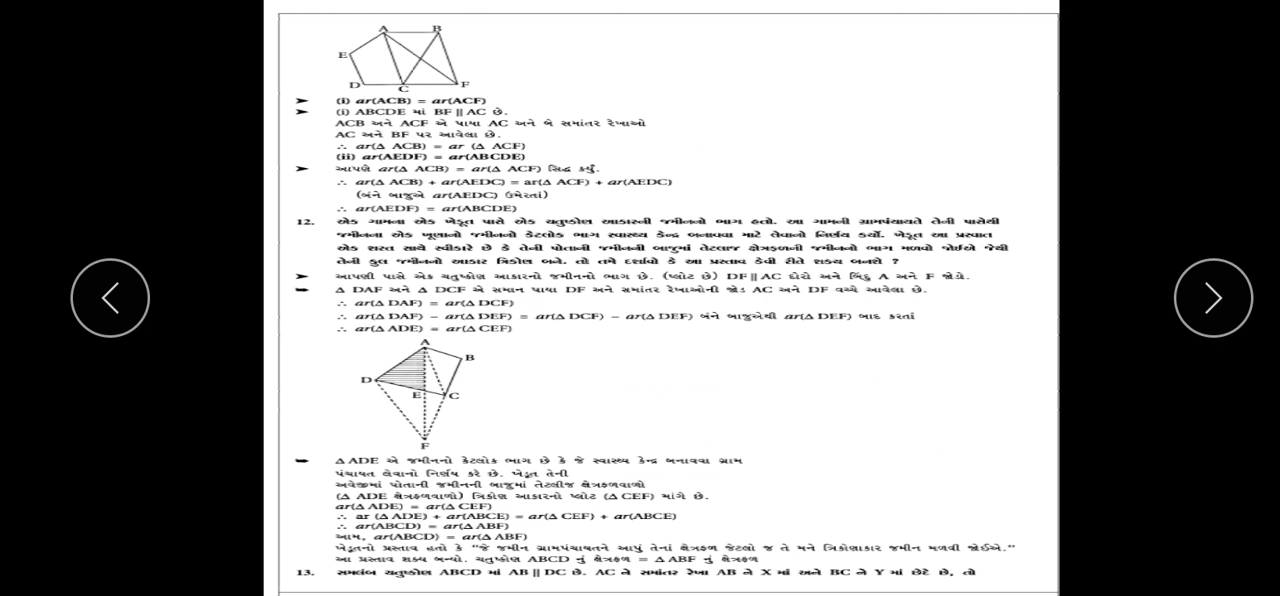 A B
E
D C F
➤ (i) ar(ACB) = ar(ACF)
➤ (i) ABCDE માં BF || AC છે.
ACB અને ACF એ પાયા AC અને બે સમાંતર રેખાઓ
AC અને BF પર આવેલા છે.
∴ ar(Δ ACB) = ar (Δ ACF)
(ii) ar(AEDF) = ar(ABCDE)
➤ આપણે ar(Δ ACB) = ar(Δ ACF) સિદ્ધ કર્યું.
∴ ar(Δ ACB) + ar(AEDC) = ar(Δ ACF) + ar(AEDC)
(બંને બાજુએ ar(AEDC) ઉમેરતાં)
∴ ar(AEDF) = ar(ABCDE)
12. એક ગામના એક ખેડૂત પાસે એક ચતુષ્કોણ આકારની જમીનનો ભાગ હતો. આ ગામની ગ્રામપંચાયતે તેની પાસેથી
જમીનના એક ખૂણાનો જમીનનો કેટલોક ભાગ સ્વાસ્થ્ય કેન્દ્ર બનાવવા માટે લેવાનો નિર્ણય કર્યો. ખેડૂત આ પ્રસ્તાવ
એક શરત સાથે સ્વીકારે છે કે તેની પોતાની જમીનની બાજુમાં તેટલાજ ક્ષેત્રફળની જમીનનો ભાગ મળવો જોઈએ જેથી
તેની કુલ જમીનનો આકાર ત્રિકોણ બને. તો તમે દર્શાવો કે આ પ્રસ્તાવ કેવી રીતે શક્ય બનશે ?
➤ આપણી પાસે એક ચતુષ્કોણ આકારનો જમીનનો ભાગ છે. (પ્લોટ છે) DF || AC દોરો અને બિંદુ A અને F જોડો.
➥ Δ DAF અને Δ DCF એ સમાન પાયા DF અને સમાંતર રેખાઓની જોડ AC અને DF વચ્ચે આવેલા છે.
∴ ar(Δ DAF) = ar(Δ DCF)
∴ ar(Δ DAF) − ar(Δ DEF) = ar(Δ DCF) − ar(Δ DEF) બંને બાજુએથી ar(Δ DEF) બાદ કરતાં
∴ ar(Δ ADE) = ar(Δ CEF)
A
B
D
E C
F
➥ Δ ADE એ જમીનનો કેટલોક ભાગ છે કે જે સ્વાસ્થ્ય કેન્દ્ર બનાવવા ગ્રામ
પંચાયત લેવાનો નિર્ણય કરે છે. ખેડૂત તેની
અવેજીમાં પોતાની જમીનની બાજુમાં તેટલીજ ક્ષેત્રફળવાળો
(Δ ADE ક્ષેત્રફળવાળો) ત્રિકોણ આકારનો પ્લોટ (Δ CEF) માંગે છે.
ar(Δ ADE) = ar(Δ CEF)
∴ ar (Δ ADE) + ar(ABCE) = ar(Δ CEF) + ar(ABCE)
∴ ar(ABCD) = ar(Δ ABF)
આમ, ar(ABCD) = ar(Δ ABF)
ખેડૂતનો પ્રસ્તાવ હતો કે "જે જમીન ગ્રામપંચાયતને આપું તેનાં ક્ષેત્રફળ જેટલો જ તે મને ત્રિકોણાકાર જમીન મળવી જોઈએ."
આ પ્રસ્તાવ શક્ય બન્યો. ચતુષ્કોણ ABCD નું ક્ષેત્રફળ = Δ ABF નું ક્ષેત્રફળ
13. સમલંબ ચતુષ્કોણ ABCD માં AB || DC છે. AC ને સમાંતર રેખા AB ને X માં અને BC ને Y માં છેદે છે, તો